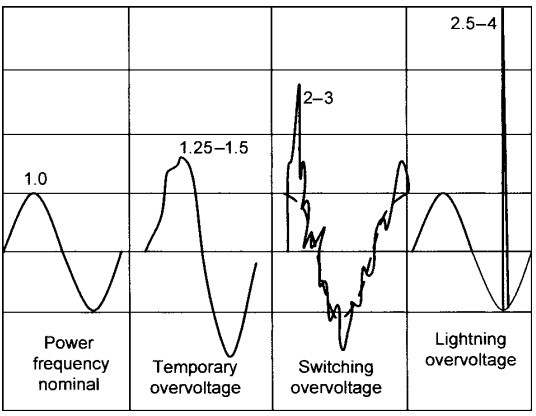 1.0
1.25–1.5
2–3
2.5–4
Power
frequency
nominal
Temporary
overvoltage
Switching
overvoltage
Lightning
overvoltage